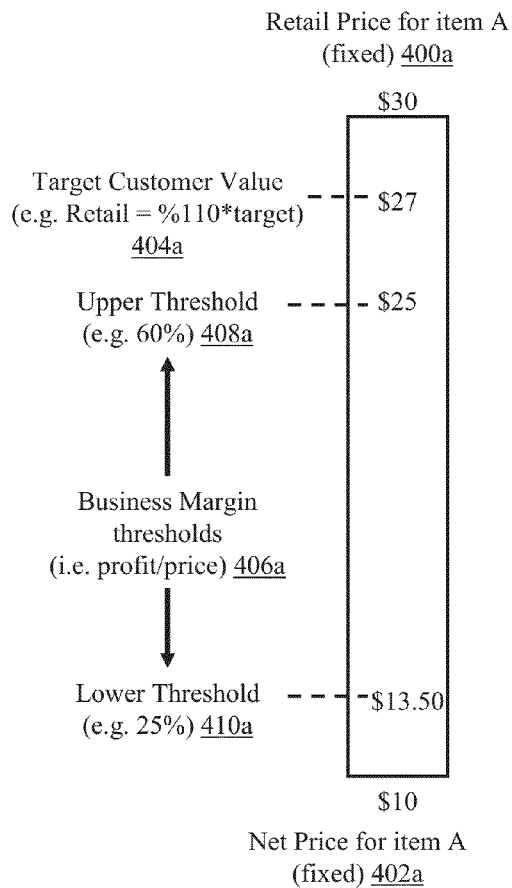 Retail Price for item A
(fixed) 400a
$30
Target Customer Value
(e.g. Retail = %110*target)
404a
$27
Upper Threshold
(e.g. 60%) 408a
$25
Business Margin
thresholds
(i.e. profit/price) 406a
Lower Threshold
(e.g. 25%) 410a
$13.50
$10
Net Price for item A
(fixed) 402a